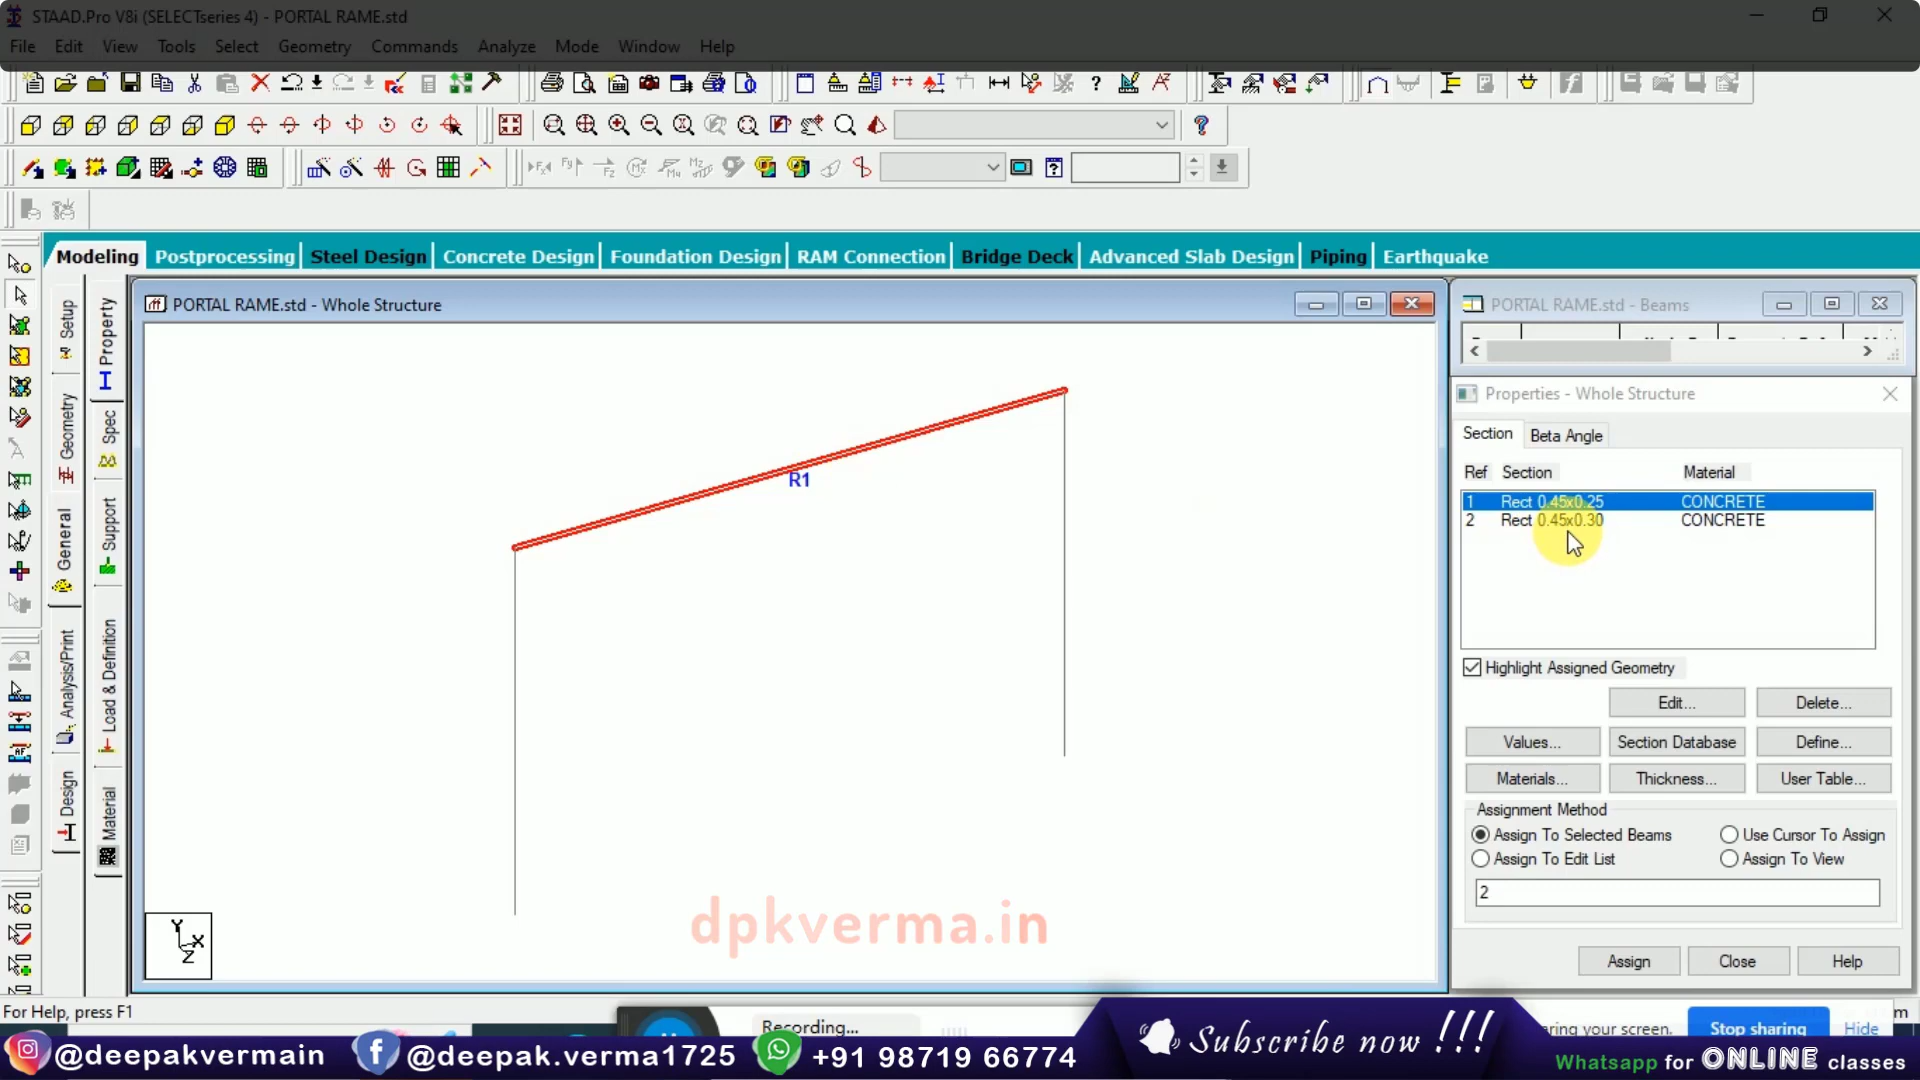 STAAD.Pro V8i (SELECTseries 4) - PORTAL RAME.std
File Edit View Tools Select Geometry Commands Analyze Mode Window Help
Modeling Postprocessing Steel Design Concrete Design Foundation Design RAM Connection Bridge Deck Advanced Slab Design Piping Earthquake
Setup
Geometry
General
Analysis/Print
Design
Property
Spec
Support
Load & Definition
Material
PORTAL RAME.std - Whole Structure
R1
Y
X
Z
dpkverma.in
PORTAL RAME.std - Beams
Properties - Whole Structure
Section Beta Angle
Ref Section Material
1 Rect 0.45x0.25 CONCRETE
2 Rect 0.45x0.30 CONCRETE
Highlight Assigned Geometry
Edit... Delete...
Values... Section Database Define...
Materials... Thickness... User Table...
Assignment Method
Assign To Selected Beams Use Cursor To Assign
Assign To Edit List Assign To View
2
Assign Close Help
For Help, press F1
Recording...
your screen. Stop sharing Hide
@deepakvermain @deepak.verma1725 +91 98719 66774
Subscribe now !!!
Whatsapp for ONLINE classes